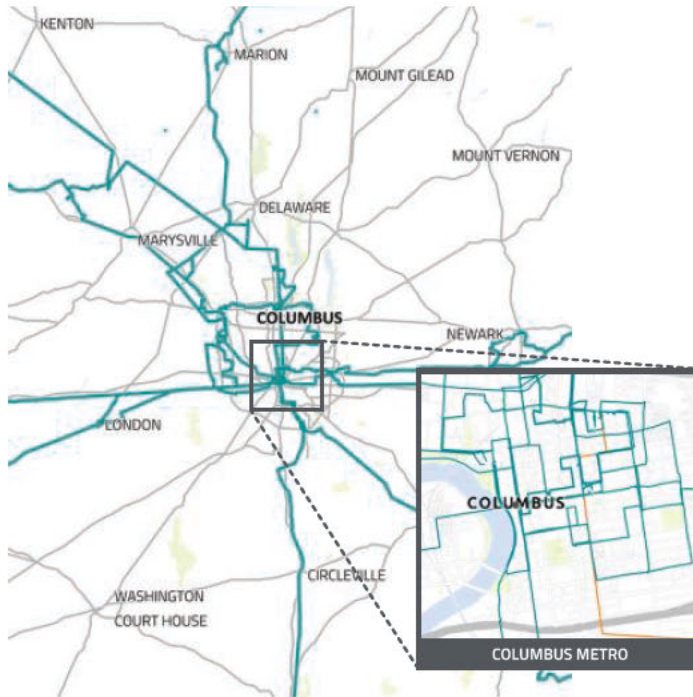 KENTON
MARION
MOUNT GILEAD
MOUNT VERNON
DELAWARE
MARYSVILLE
COLUMBUS
NEWARK
LONDON
COLUMBUS
CIRCLEVILLE
WASHINGTON
COURT HOUSE
COLUMBUS METRO